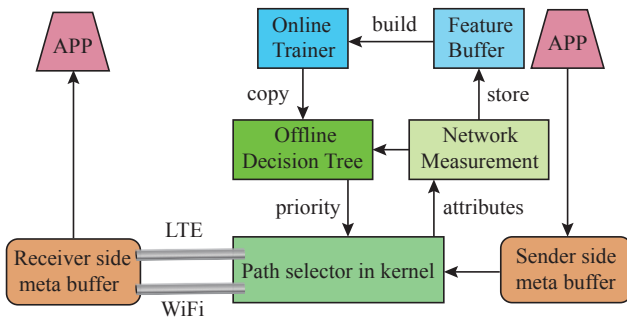 APP
Online
Trainer
build
Feature
Buffer
APP
copy
store
Offline
Decision Tree
Network
Measurement
priority
attributes
LTE
Receiver side
meta buffer
Path selector in kernel
Sender side
meta buffer
WiFi